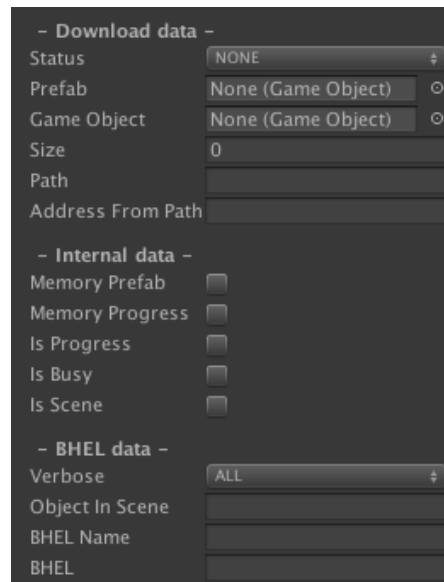 - Download data -
Status NONE
Prefab None (Game Object)
Game Object None (Game Object)
Size 0
Path
Address From Path
- Internal data -
Memory Prefab
Memory Progress
Is Progress
Is Busy
Is Scene
- BHEL data -
Verbose ALL
Object In Scene
BHEL Name
BHEL